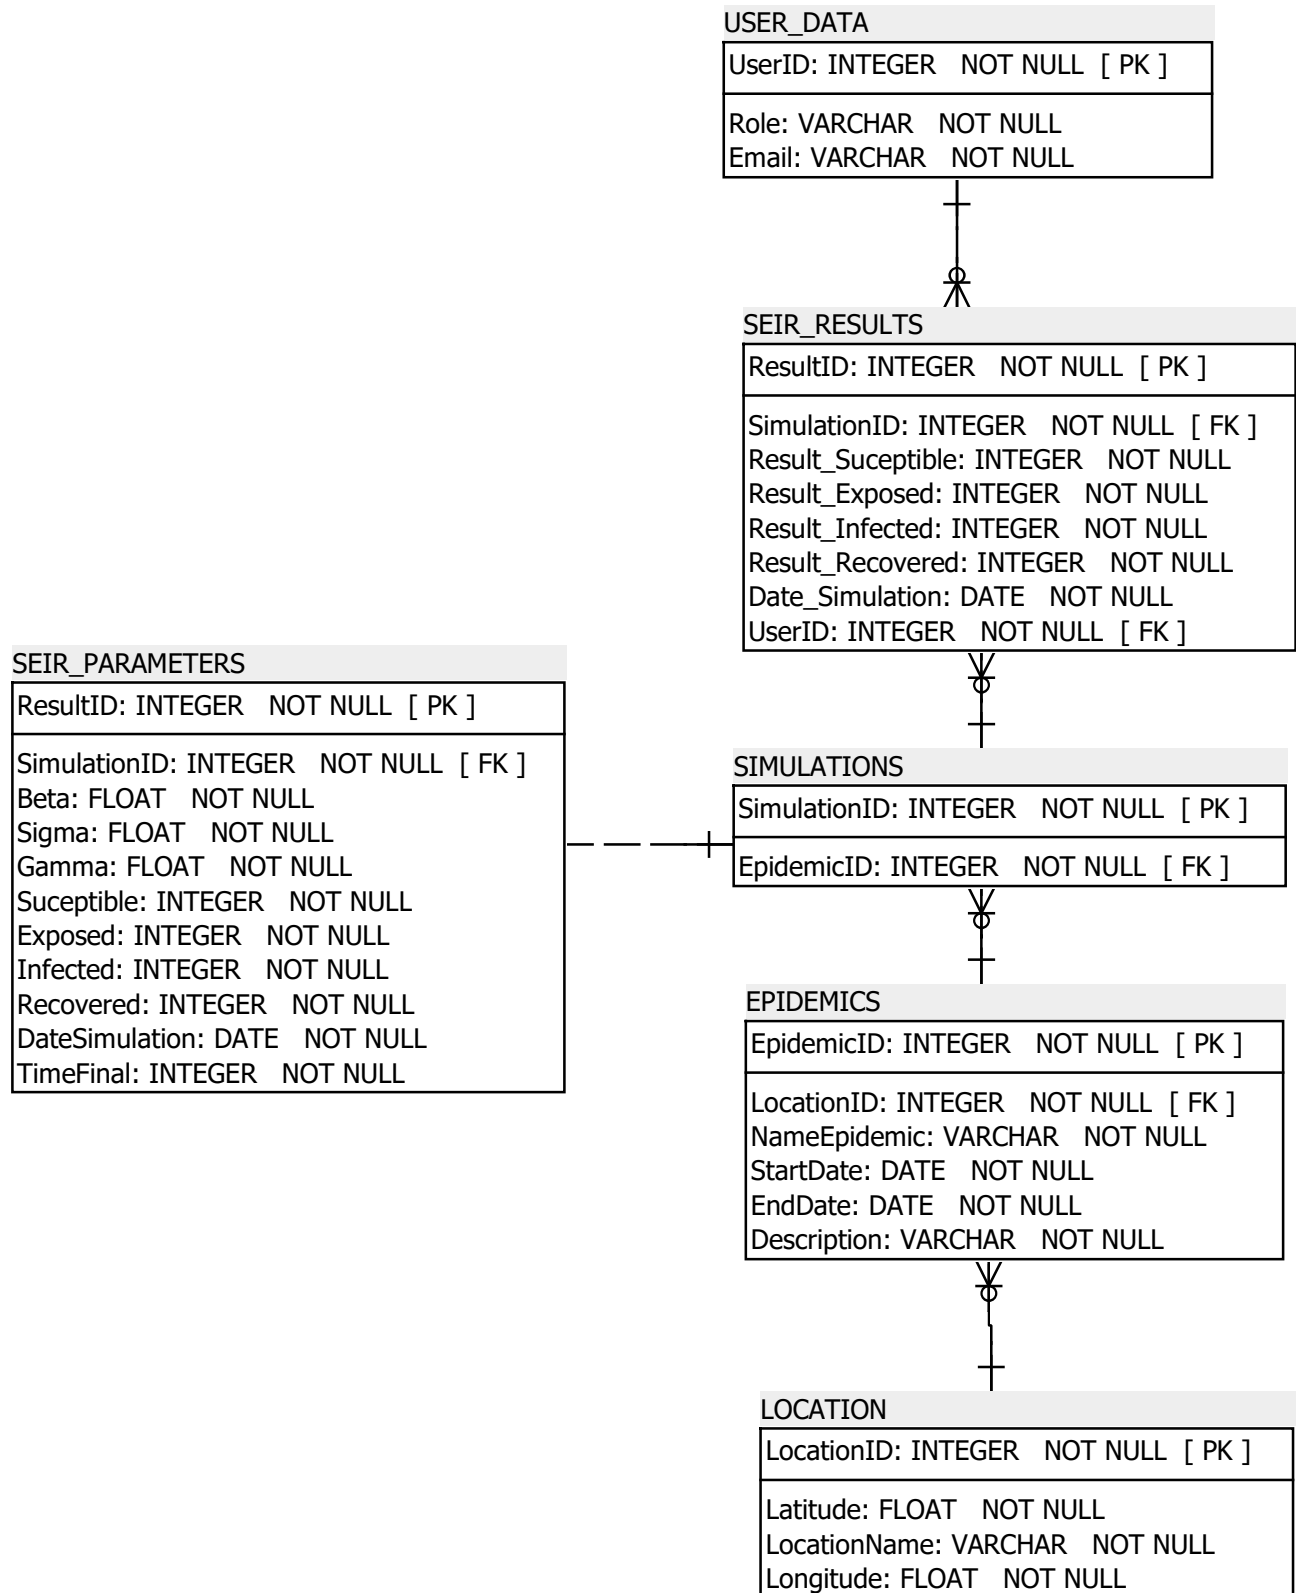 USER_DATA
UserID: INTEGER NOT NULL [ PK ]
Role: VARCHAR NOT NULL
Email: VARCHAR NOT NULL
SEIR_RESULTS
ResultID: INTEGER NOT NULL [ PK ]
SimulationID: INTEGER NOT NULL [ FK ]
Result_Suceptible: INTEGER NOT NULL
Result_Exposed: INTEGER NOT NULL
Result_Infected: INTEGER NOT NULL
Result_Recovered: INTEGER NOT NULL
Date_Simulation: DATE NOT NULL
UserID: INTEGER NOT NULL [ FK ]
SEIR_PARAMETERS
ResultID: INTEGER NOT NULL [ PK ]
SimulationID: INTEGER NOT NULL [ FK ]
Beta: FLOAT NOT NULL
Sigma: FLOAT NOT NULL
Gamma: FLOAT NOT NULL
Suceptible: INTEGER NOT NULL
Exposed: INTEGER NOT NULL
Infected: INTEGER NOT NULL
Recovered: INTEGER NOT NULL
DateSimulation: DATE NOT NULL
TimeFinal: INTEGER NOT NULL
SIMULATIONS
SimulationID: INTEGER NOT NULL [ PK ]
EpidemicID: INTEGER NOT NULL [ FK ]
EPIDEMICS
EpidemicID: INTEGER NOT NULL [ PK ]
LocationID: INTEGER NOT NULL [ FK ]
NameEpidemic: VARCHAR NOT NULL
StartDate: DATE NOT NULL
EndDate: DATE NOT NULL
Description: VARCHAR NOT NULL
LOCATION
LocationID: INTEGER NOT NULL [ PK ]
Latitude: FLOAT NOT NULL
LocationName: VARCHAR NOT NULL
Longitude: FLOAT NOT NULL